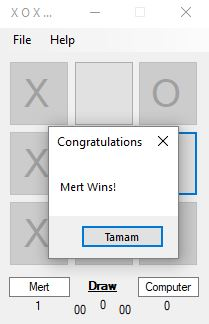 X O X ...
File Help
X O
Congratulations
X
Mert Wins!
X
Tamam
Mert Draw Computer
1 00 0 00 0